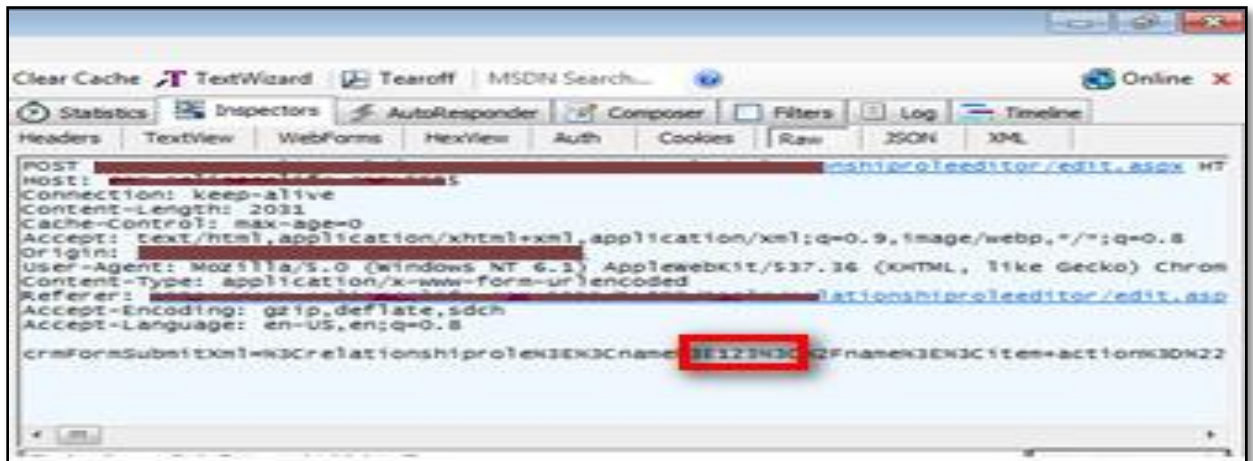 Clear Cache TextWizard Tearoff MSDN Search... Online
Statistics Inspectors AutoResponder Composer Filters Log Timeline
Headers TextView WebForms HexView Auth Cookies Raw JSON XML
POST onshiproleeditor/edit.aspx HT
Host:
Connection: keep-alive
Content-Length: 2031
Cache-Control: max-age=0
Accept: text/html,application/xhtml+xml,application/xml;q=0.9,image/webp,*/*;q=0.8
Origin:
User-Agent: Mozilla/5.0 (Windows NT 6.1) AppleWebKit/537.36 (KHTML, like Gecko) Chrom
Content-Type: application/x-www-form-urlencoded
Referer: lationshiproleeditor/edit.asp
Accept-Encoding: gzip,deflate,sdch
Accept-Language: en-US,en;q=0.8
crmFormSubmitXml=%3Crelationshiprole%3E%3Cname%3E123%3C%2Fname%3E%3Citem+action%3D%22